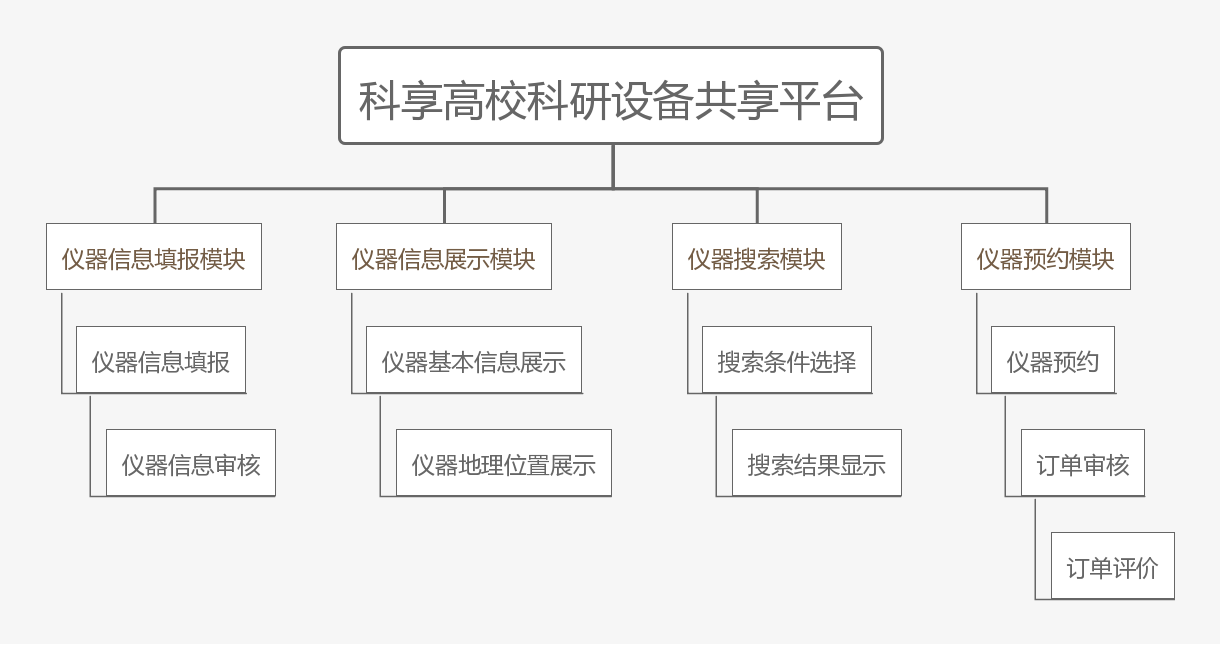 科享高校科研设备共享平台
仪器信息填报模块
仪器信息展示模块
仪器搜索模块
仪器预约模块
仪器信息填报
仪器基本信息展示
搜索条件选择
仪器预约
仪器信息审核
仪器地理位置展示
搜索结果显示
订单审核
订单评价